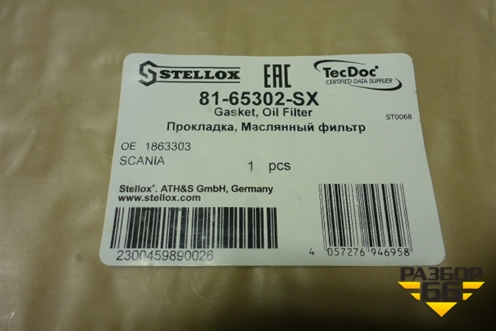 STELLOX EAC TecDoc
CERTIFIED DATA SUPPLIER
81-65302-SX
Gasket, Oil Filter
ST0068
Прокладка, Маслянный фильтр
OE 1863303
SCANIA
1 pcs
Stellox®, ATH&S GmbH, Germany
www.stellox.com
2300459890026
4 057276 946958
РАЗБОР
66